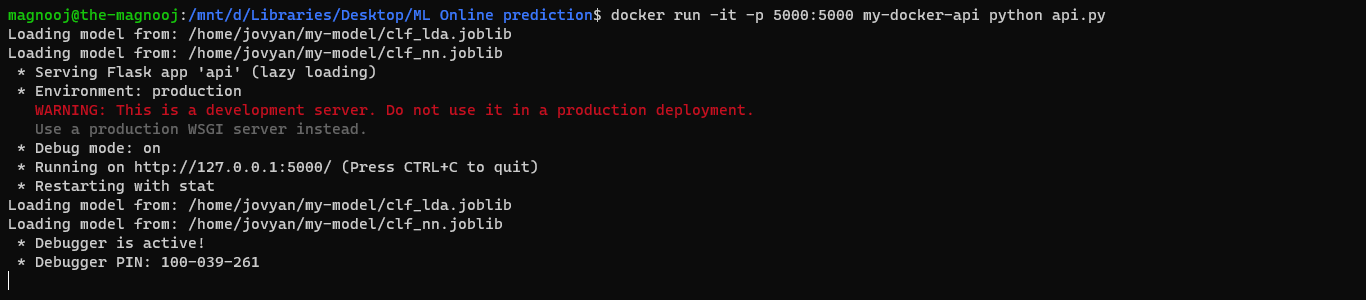 magnooj@the-magnooj:/mnt/d/Libraries/Desktop/ML Online prediction$ docker run -it -p 5000:5000 my-docker-api python api.py
Loading model from: /home/jovyan/my-model/clf_lda.joblib
Loading model from: /home/jovyan/my-model/clf_nn.joblib
 * Serving Flask app 'api' (lazy loading)
 * Environment: production
   WARNING: This is a development server. Do not use it in a production deployment.
   Use a production WSGI server instead.
 * Debug mode: on
 * Running on http://127.0.0.1:5000/ (Press CTRL+C to quit)
 * Restarting with stat
Loading model from: /home/jovyan/my-model/clf_lda.joblib
Loading model from: /home/jovyan/my-model/clf_nn.joblib
 * Debugger is active!
 * Debugger PIN: 100-039-261